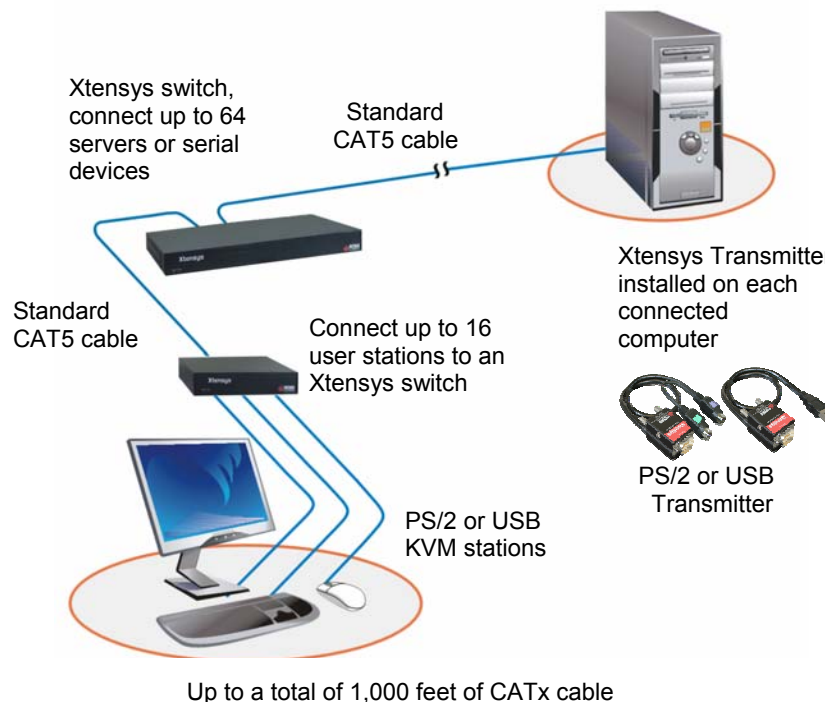 Xtensys switch,
connect up to 64
servers or serial
devices
Standard
CAT5 cable
Xtensys
Standard
CAT5 cable
Connect up to 16
user stations to an
Xtensys switch
Xtensys
Xtensys Transmitte
installed on each
connected
computer
PS/2 or USB
Transmitter
PS/2 or USB
KVM stations
Up to a total of 1,000 feet of CATx cable